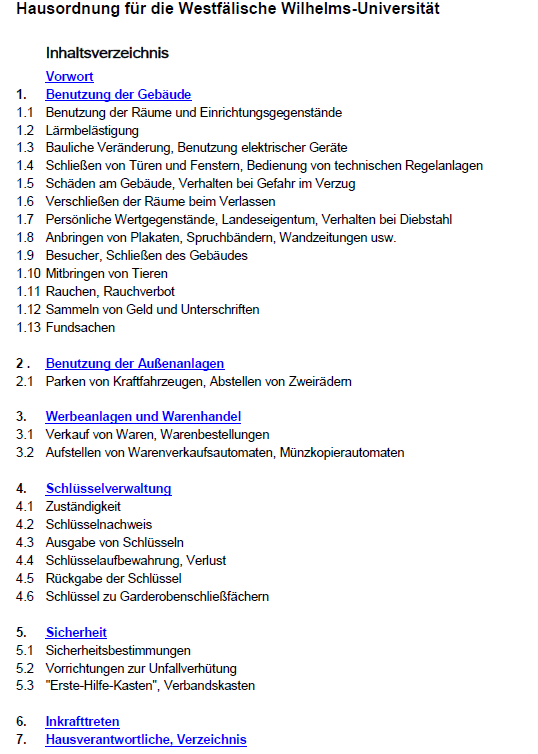 Hausordnung für die Westfälische Wilhelms-Universität
Inhaltsverzeichnis
Vorwort
1. Benutzung der Gebäude
1.1 Benutzung der Räume und Einrichtungsgegenstände
1.2 Lärmbelästigung
1.3 Bauliche Veränderung, Benutzung elektrischer Geräte
1.4 Schließen von Türen und Fenstern, Bedienung von technischen Regelanlagen
1.5 Schäden am Gebäude, Verhalten bei Gefahr im Verzug
1.6 Verschließen der Räume beim Verlassen
1.7 Persönliche Wertgegenstände, Landeseigentum, Verhalten bei Diebstahl
1.8 Anbringen von Plakaten, Spruchbändern, Wandzeitungen usw.
1.9 Besucher, Schließen des Gebäudes
1.10 Mitbringen von Tieren
1.11 Rauchen, Rauchverbot
1.12 Sammeln von Geld und Unterschriften
1.13 Fundsachen
2 . Benutzung der Außenanlagen
2.1 Parken von Kraftfahrzeugen, Abstellen von Zweirädern
3. Werbeanlagen und Warenhandel
3.1 Verkauf von Waren, Warenbestellungen
3.2 Aufstellen von Warenverkaufsautomaten, Münzkopierautomaten
4. Schlüsselverwaltung
4.1 Zuständigkeit
4.2 Schlüsselnachweis
4.3 Ausgabe von Schlüsseln
4.4 Schlüsselaufbewahrung, Verlust
4.5 Rückgabe der Schlüssel
4.6 Schlüssel zu Garderobenschließfächern
5. Sicherheit
5.1 Sicherheitsbestimmungen
5.2 Vorrichtungen zur Unfallverhütung
5.3 "Erste-Hilfe-Kasten", Verbandskasten
6. Inkrafttreten
7. Hausverantwortliche, Verzeichnis